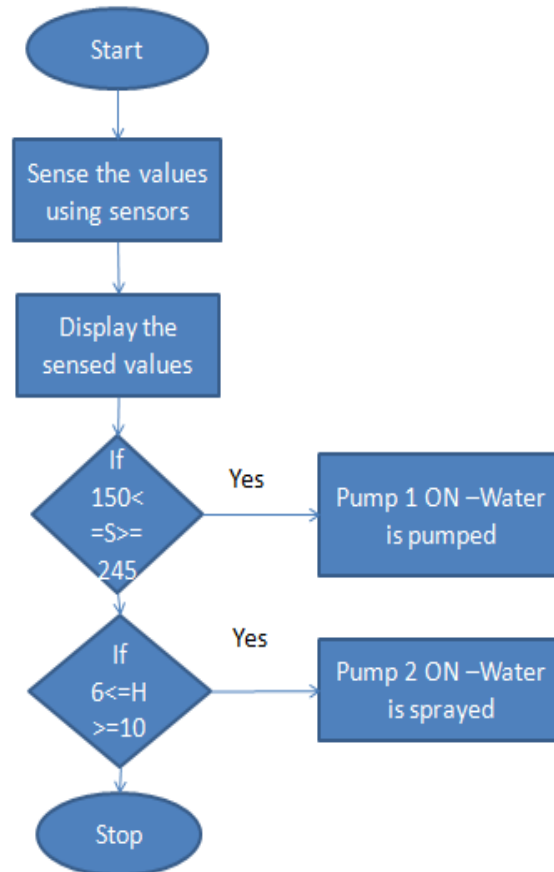 Start
Sense the values
using sensors
Display the
sensed values
If
150<
=S>=
245
Yes
Pump 1 ON –Water
is pumped
If
6<=H
>=10
Yes
Pump 2 ON –Water
is sprayed
Stop